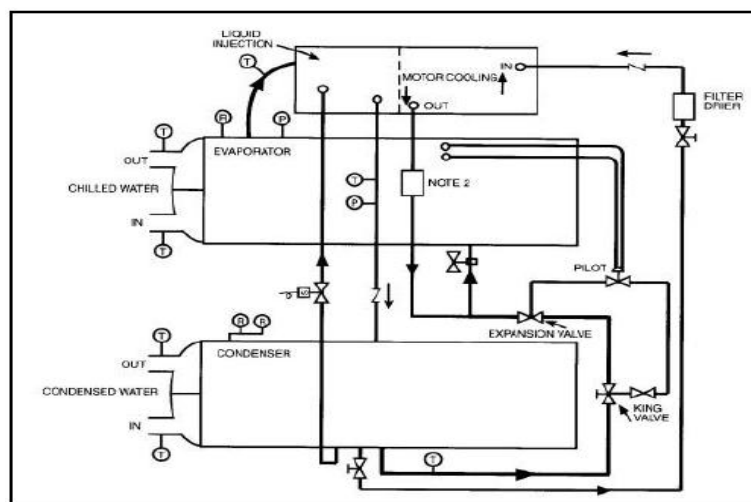 LIQUID
INJECTION
T
MOTOR COOLING
IN
OUT
FILTER
DRIER
R
P
T
OUT
EVAPORATOR
CHILLED WATER
IN
T
T
P
NOTE 2
PILOT
EXPANSION VALVE
S
R
R
T
OUT
CONDENSER
CONDENSED WATER
IN
T
KING
VALVE
T